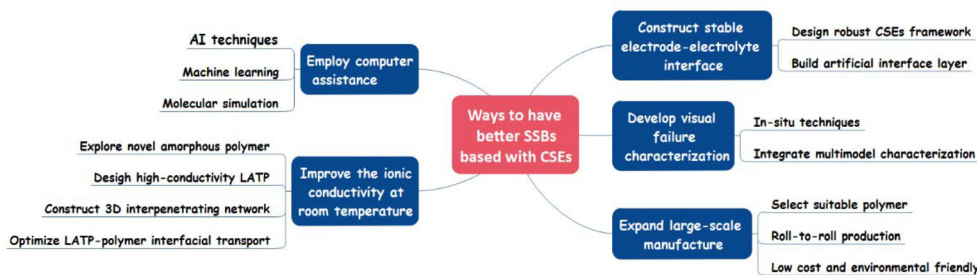 Ways to have
better SSBs
based with CSEs
Employ computer
assistance
AI techniques
Machine learning
Molecular simulation
Improve the ionic
conductivity at
room temperature
Explore novel amorphous polymer
Desigh high-conductivity LATP
Construct 3D interpenetrating network
Optimize LATP-polymer interfacial transport
Construct stable
electrode-electrolyte
interface
Design robust CSEs framework
Build artificial interface layer
Develop visual
failure
characterization
In-situ techniques
Integrate multimodel characterization
Expand large-scale
manufacture
Select suitable polymer
Roll-to-roll production
Low cost and environmental friendly